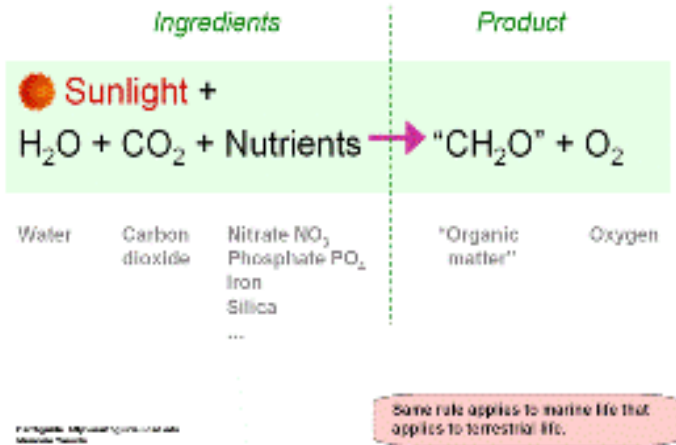 Ingredients Product
Sunlight +
H₂O + CO₂ + Nutrients → "CH₂O" + O₂
Water Carbon dioxide Nitrate NO₃ "Organic matter" Oxygen
Phosphate PO₄
Iron
Silica
...
Same rule applies to marine life that
applies to terrestrial life.